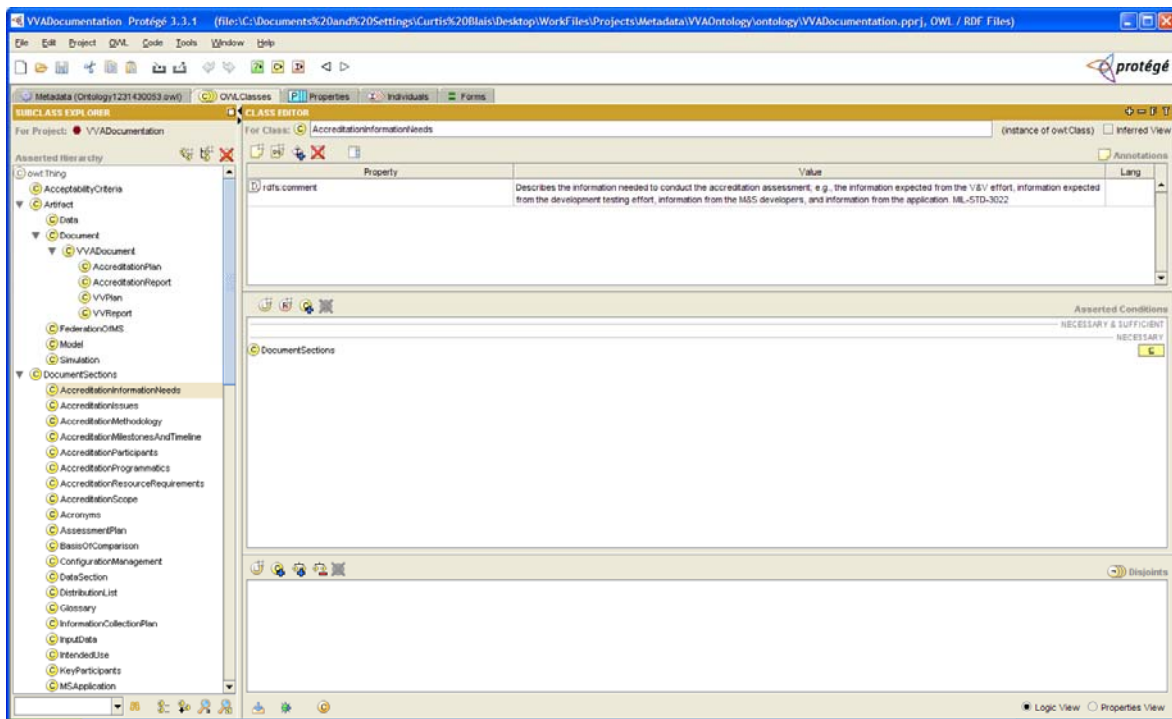 VVADocumentation Protégé 3.3.1 (file:\C:\Documents%20and%20Settings\Curtis%20Blais\Desktop\WorkFiles\Projects\Metadata\VVAOntology\ontology\VVADocumentation.pprj, OWL / RDF Files)
File Edit Project OWL Code Tools Window Help
protégé
Metadata (Ontology1231430053.owl) OWLClasses Properties Individuals Forms
SUBCLASS EXPLORER
CLASS EDITOR
For Project: VVADocumentation
For Class: AccreditationInformationNeeds (instance of owl:Class) Inferred View
Asserted Hierarchy
Annotations
Property Value Lang
rdfs:comment
Describes the information needed to conduct the accreditation assessment, e.g., the information expected from the V&V effort, information expected
from the development testing effort, information from the M&S developers, and information from the application. MIL-STD-3022
owl:Thing
AcceptabilityCriteria
Artifact
Data
Document
VVADocument
AccreditationPlan
AccreditationReport
VVPlan
VVReport
FederationOfMS
Model
Simulation
DocumentSections
AccreditationInformationNeeds
AccreditationIssues
AccreditationMethodology
AccreditationMilestonesAndTimeline
AccreditationParticipants
AccreditationProgrammatics
AccreditationResourceRequirements
AccreditationScope
Acronyms
AssessmentPlan
BasisOfComparison
ConfigurationManagement
DataSection
DistributionList
Glossary
InformationCollectionPlan
InputData
IntendedUse
KeyParticipants
MSApplication
Asserted Conditions
NECESSARY & SUFFICIENT
NECESSARY
DocumentSections
Disjoints
Logic View Properties View